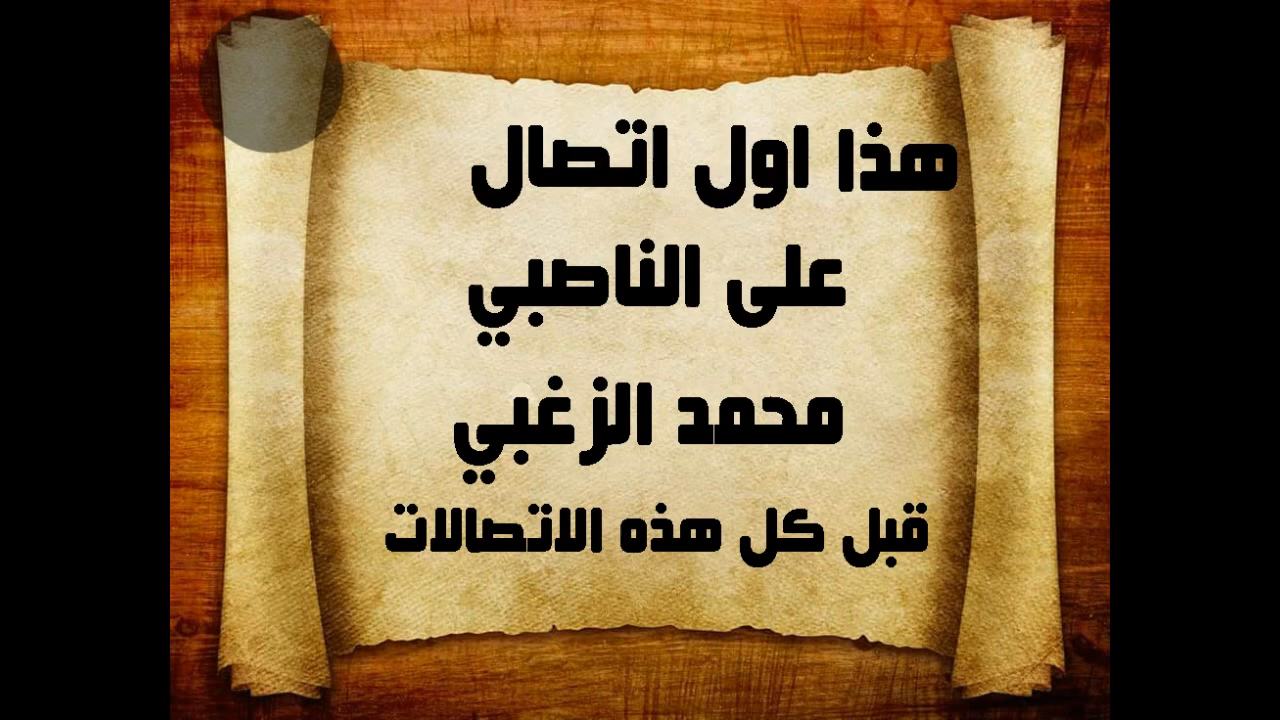 هذا اول اتصال
على الناصبي
محمد الزغبي
قبل كل هذه الاتصالات